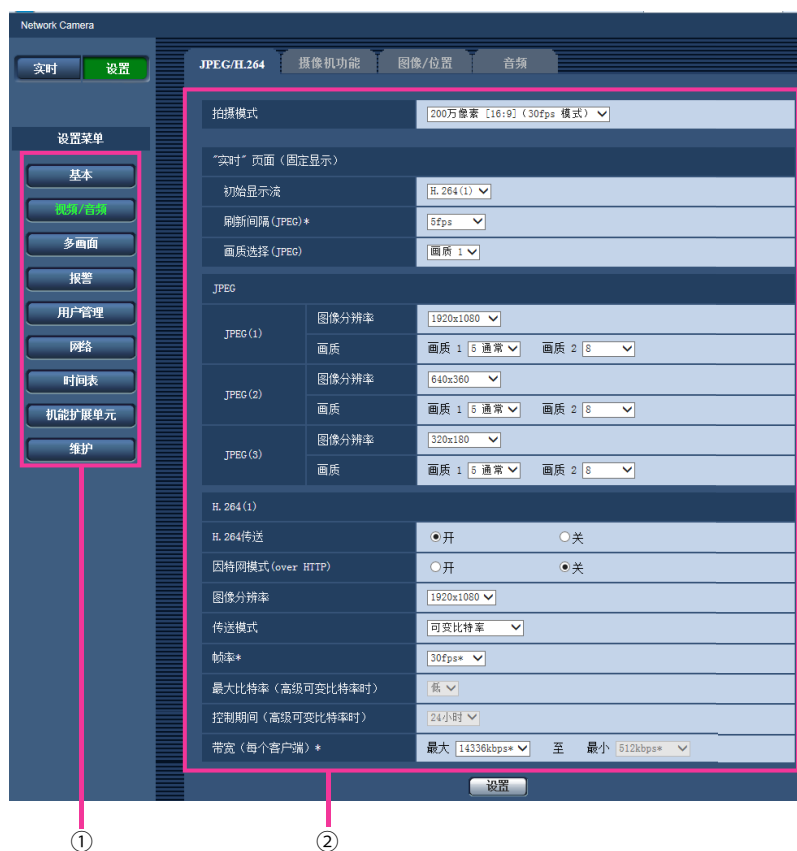 Network Camera
实时 设置
JPEG/H.264 摄像机功能 图像/位置 音频
设置菜单
基本
视频/音频
多画面
报警
用户管理
网络
时间表
机能扩展单元
维护
拍摄模式 200万像素 [16:9] (30fps 模式)
"实时" 页面 (固定显示)
初始显示流 H.264(1)
刷新间隔(JPEG)* 5fps
画质选择(JPEG) 画质 1
JPEG
JPEG(1) 图像分辨率 1920x1080
画质 画质 1 5 通常 画质 2 8
JPEG(2) 图像分辨率 640x360
画质 画质 1 5 通常 画质 2 8
JPEG(3) 图像分辨率 320x180
画质 画质 1 5 通常 画质 2 8
H.264(1)
H.264传送 开 关
因特网模式(over HTTP) 开 关
图像分辨率 1920x1080
传送模式 可变比特率
帧率* 30fps*
最大比特率 (高级可变比特率时) 低
控制期间 (高级可变比特率时) 24小时
带宽 (每个客户端) * 最大 14336kbps* 至 最小 512kbps*
设置
① ②